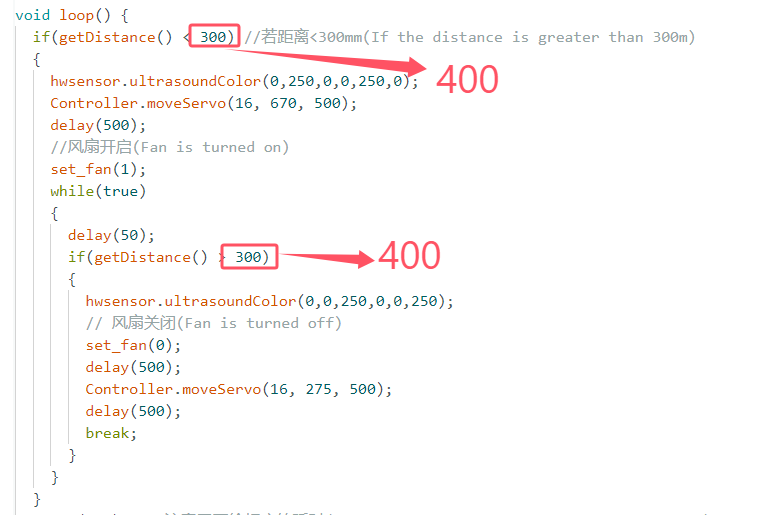 void loop() {
if(getDistance() < 300) //若距离<300mm(If the distance is greater than 300m)
{
400
hwsensor.ultrasoundColor(0,250,0,0,250,0);
Controller.moveServo(16, 670, 500);
delay(500);
//风扇开启(Fan is turned on)
set_fan(1);
while(true)
{
delay(50);
if(getDistance() > 300)
400
{
hwsensor.ultrasoundColor(0,0,250,0,0,250);
// 风扇关闭(Fan is turned off)
set_fan(0);
delay(500);
Controller.moveServo(16, 275, 500);
delay(500);
break;
}
}
}